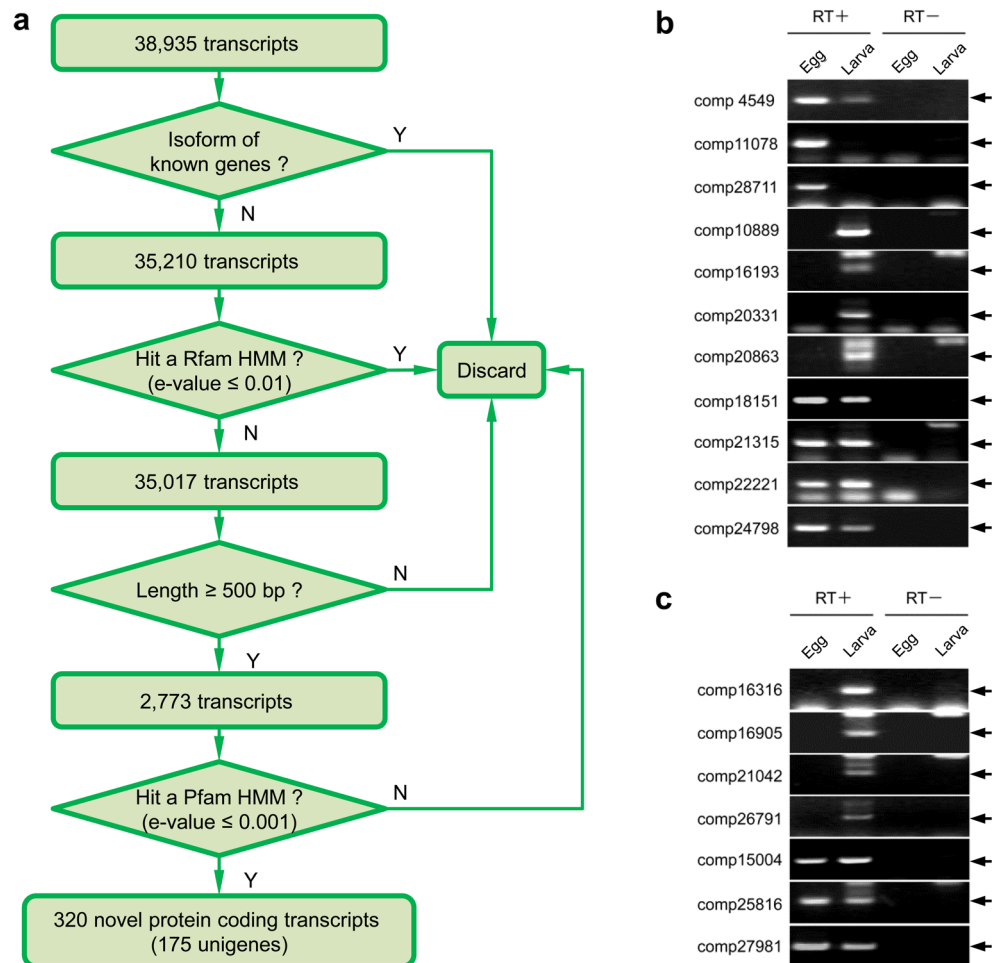 a
38,935 transcripts
Isoform of
known genes ?
Y
N
35,210 transcripts
Hit a Rfam HMM ?
(e-value ≤ 0.01)
Y
Discard
N
35,017 transcripts
Length ≥ 500 bp ?
N
Y
2,773 transcripts
Hit a Pfam HMM ?
(e-value ≤ 0.001)
N
Y
320 novel protein coding transcripts
(175 unigenes)
b
RT+ RT−
Egg Larva Egg Larva
comp 4549
comp11078
comp28711
comp10889
comp16193
comp20331
comp20863
comp18151
comp21315
comp22221
comp24798
c
RT+ RT−
Egg Larva Egg Larva
comp16316
comp16905
comp21042
comp26791
comp15004
comp25816
comp27981